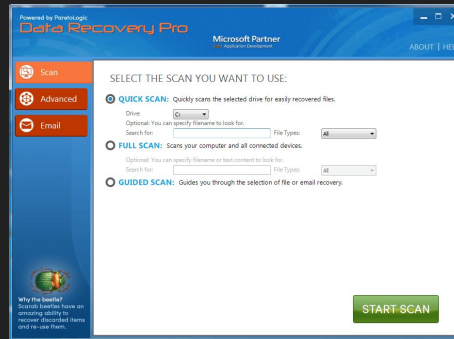 Powered by ParetoLogic
Data Recovery Pro
Microsoft Partner
Application Development
ABOUT | HEL
Scan
Advanced
Email
SELECT THE SCAN YOU WANT TO USE:
QUICK SCAN: Quickly scans the selected drive for easily recovered files.
Drive
C:
Optional: You can specify filename to look for.
Search for:
File Types:
All
FULL SCAN: Scans your computer and all connected devices.
Optional: You can specify filename or text content to look for.
Search for:
File Types:
All
GUIDED SCAN: Guides you through the selection of file or email recovery.
Why the beetle?
Scarab beetles have an
amazing ability to
recover discarded items
and re-use them.
START SCAN